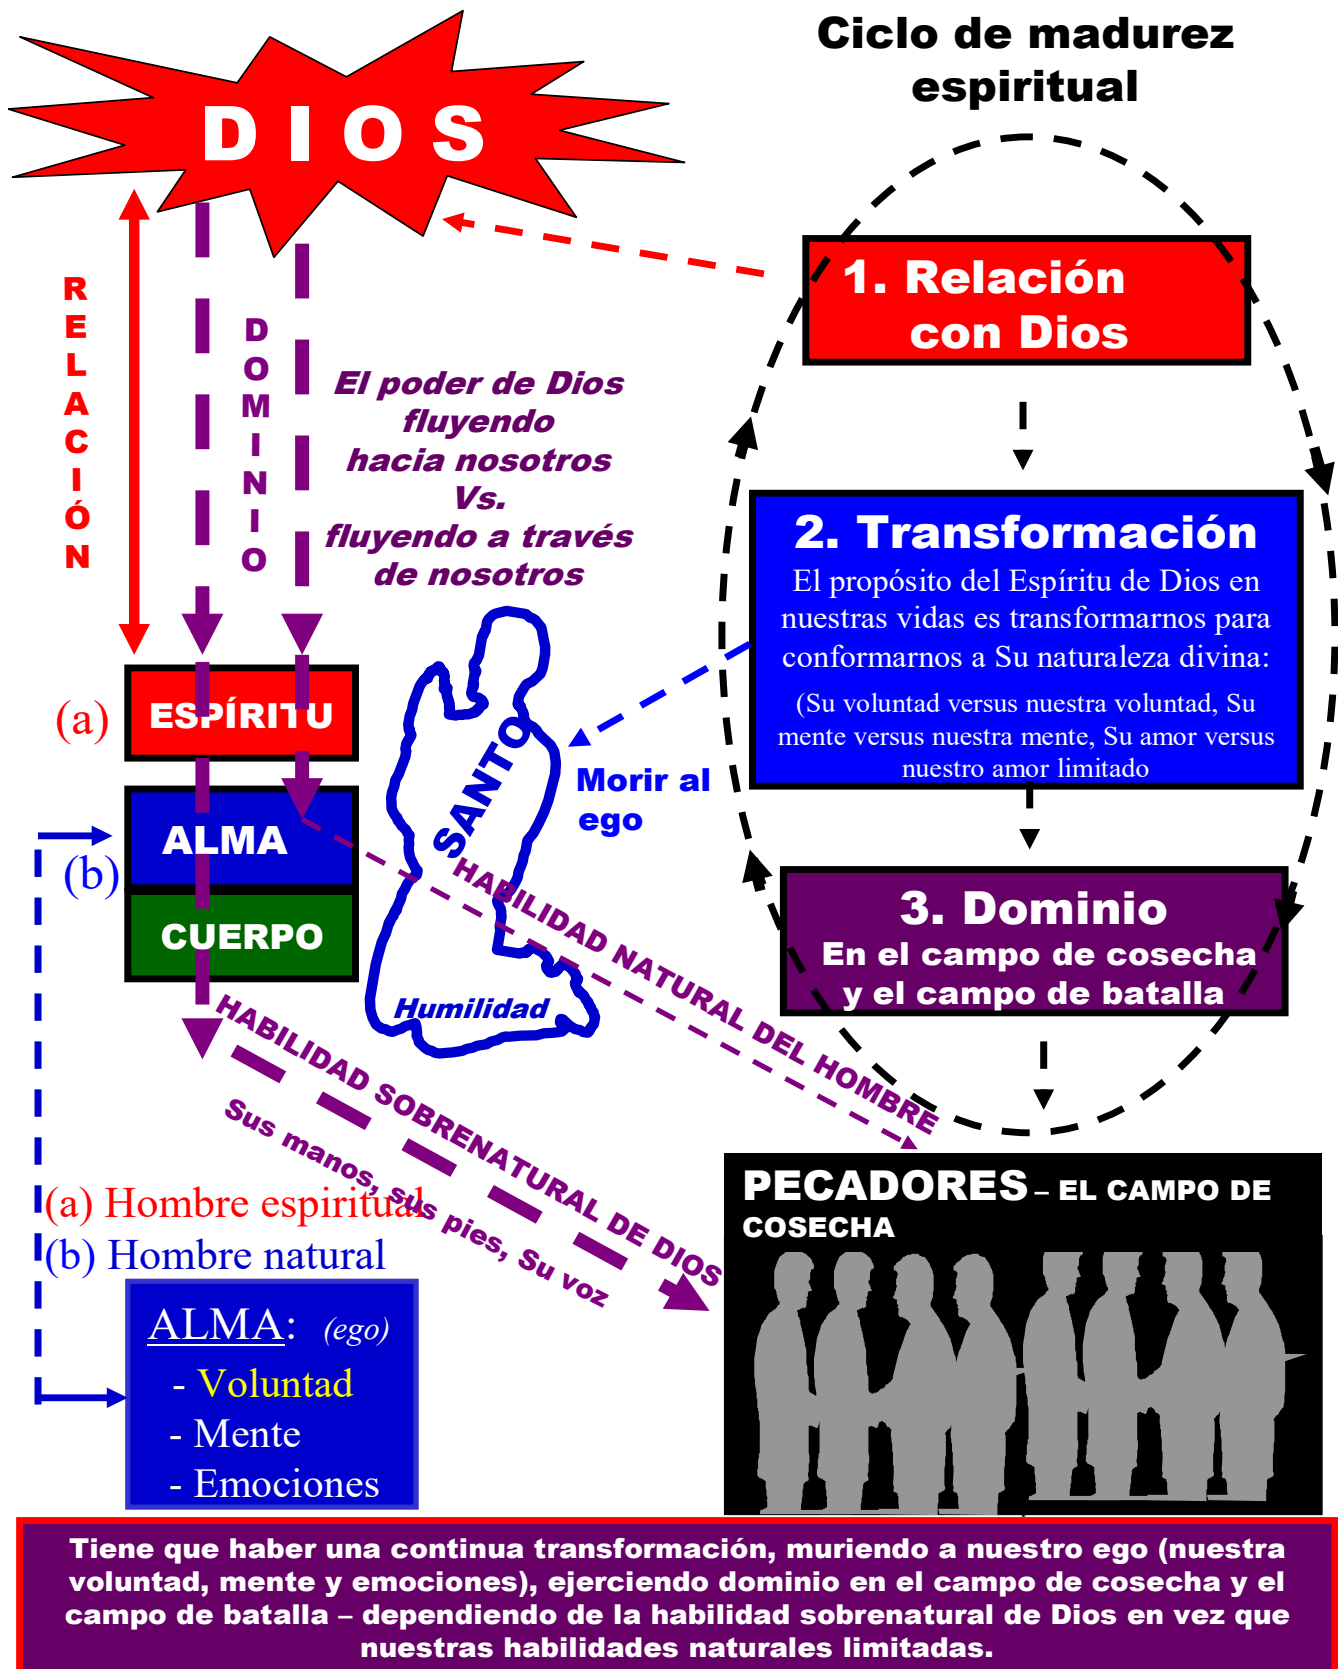 Ciclo de madurez
espiritual
DIOS
RELACIÓN
DOMINIO
El poder de Dios
fluyendo
hacia nosotros
Vs.
fluyendo a través
de nosotros
1. Relación
con Dios
2. Transformación
El propósito del Espíritu de Dios en
nuestras vidas es transformarnos para
conformarnos a Su naturaleza divina:
(Su voluntad versus nuestra voluntad, Su
mente versus nuestra mente, Su amor versus
nuestro amor limitado
3. Dominio
En el campo de cosecha
y el campo de batalla
(a)
ESPÍRITU
(b)
ALMA
CUERPO
SANTO
Humilidad
Morir al
ego
HABILIDAD NATURAL DEL HOMBRE
HABILIDAD SOBRENATURAL DE DIOS
Sus manos, sus pies, Su voz
(a) Hombre espiritual
(b) Hombre natural
ALMA: (ego)
- Voluntad
- Mente
- Emociones
PECADORES – EL CAMPO DE
COSECHA
Tiene que haber una continua transformación, muriendo a nuestro ego (nuestra
voluntad, mente y emociones), ejerciendo dominio en el campo de cosecha y el
campo de batalla – dependiendo de la habilidad sobrenatural de Dios en vez que
nuestras habilidades naturales limitadas.